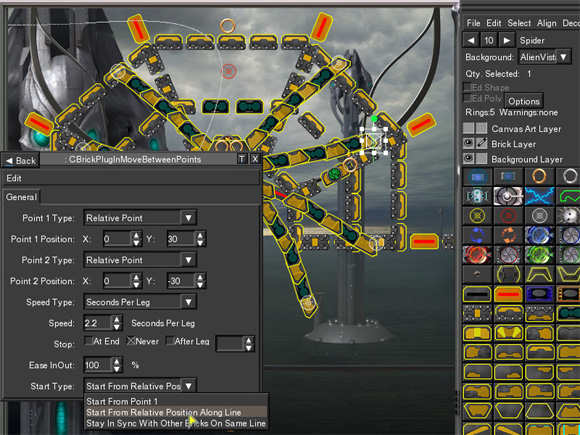 File Edit Select Align Deco
10 Spider
Background: AlienVist
Qty. Selected: 1
Ed.Shape
Ed.Poly
Options
Rings:5 Warnings:none
Canvas Art Layer
Brick Layer
Background Layer
Back : CBrickPlugInMoveBetweenPoints T X
Edit
General
Point 1 Type: Relative Point
Point 1 Position: X: 0 Y: 30
Point 2 Type: Relative Point
Point 2 Position: X: 0 Y: -30
Speed Type: Seconds Per Leg
Speed: 2.2 Seconds Per Leg
Stop: At End Never After Leg
Ease InOut: 100 %
Start Type: Start From Relative Pos
Start From Point 1
Start From Relative Position Along Line
Stay In Sync With Other Bricks On Same Line